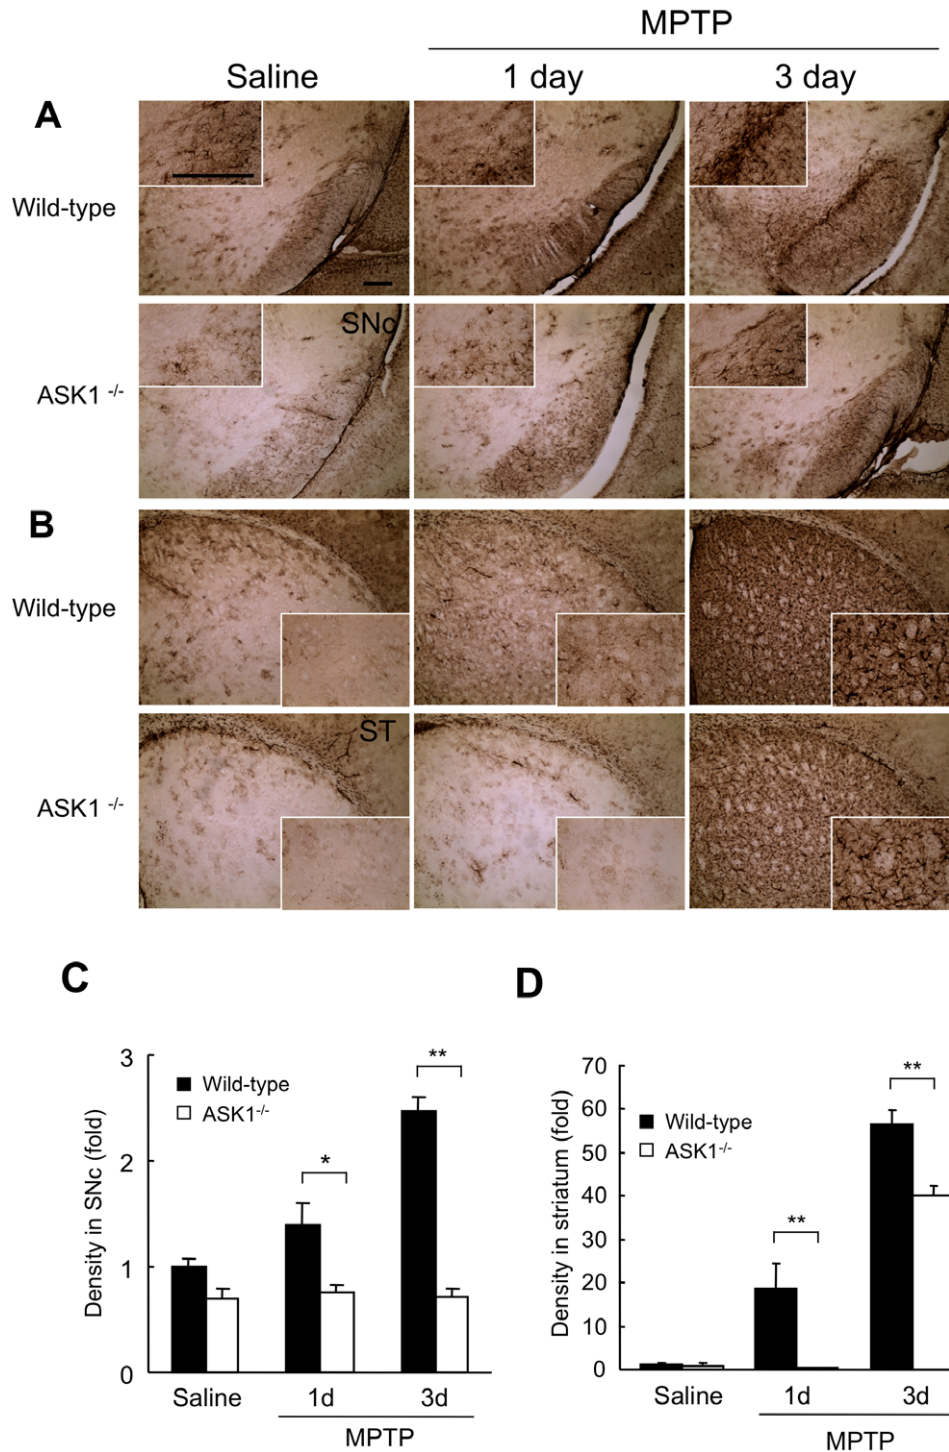 MPTP
Saline 1 day 3 day
A
Wild-type
SNc
ASK1 -/-
B
Wild-type
ST
ASK1 -/-
C
Density in SNc (fold)
3
2
1
0
Wild-type
ASK1-/-
*
**
Saline 1d 3d
MPTP
D
Density in striatum (fold)
70
60
50
40
30
20
10
0
Wild-type
ASK1-/-
**
**
Saline 1d 3d
MPTP